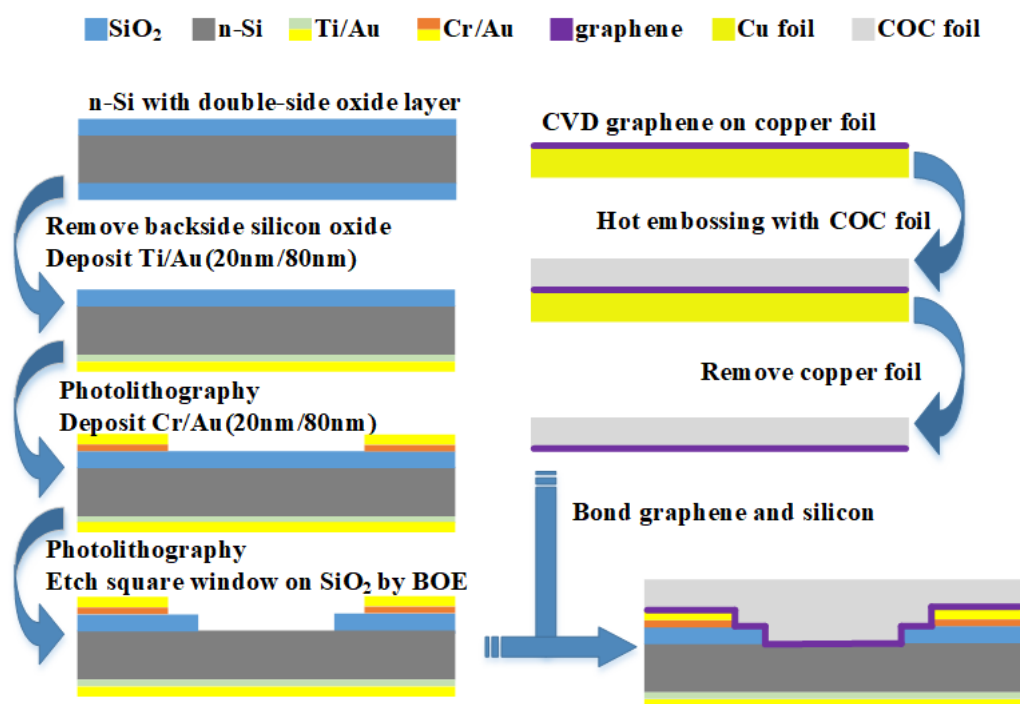 SiO₂ n-Si Ti/Au Cr/Au graphene Cu foil COC foil
n-Si with double-side oxide layer
Remove backside silicon oxide
Deposit Ti/Au(20nm/80nm)
Photolithography
Deposit Cr/Au(20nm/80nm)
Photolithography
Etch square window on SiO₂ by BOE
CVD graphene on copper foil
Hot embossing with COC foil
Remove copper foil
Bond graphene and silicon